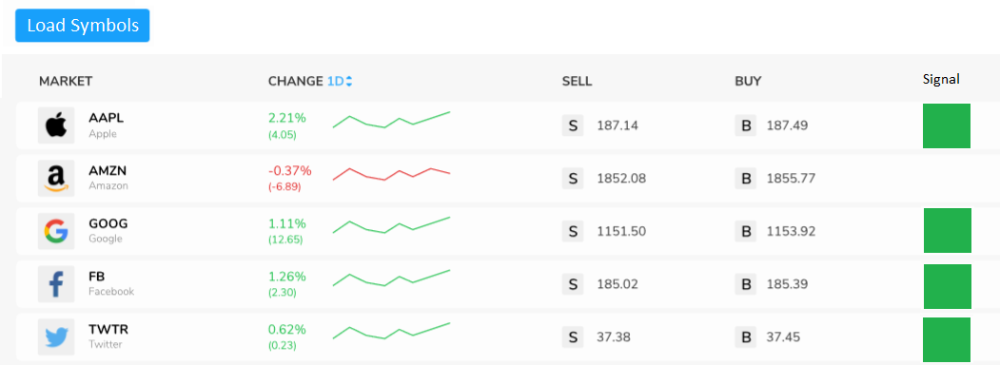 Load Symbols
MARKET CHANGE 1D SELL BUY Signal
AAPL
Apple
2.21%
(4.05)
S 187.14 B 187.49
AMZN
Amazon
-0.37%
(-6.89)
S 1852.08 B 1855.77
GOOG
Google
1.11%
(12.65)
S 1151.50 B 1153.92
FB
Facebook
1.26%
(2.30)
S 185.02 B 185.39
TWTR
Twitter
0.62%
(0.23)
S 37.38 B 37.45